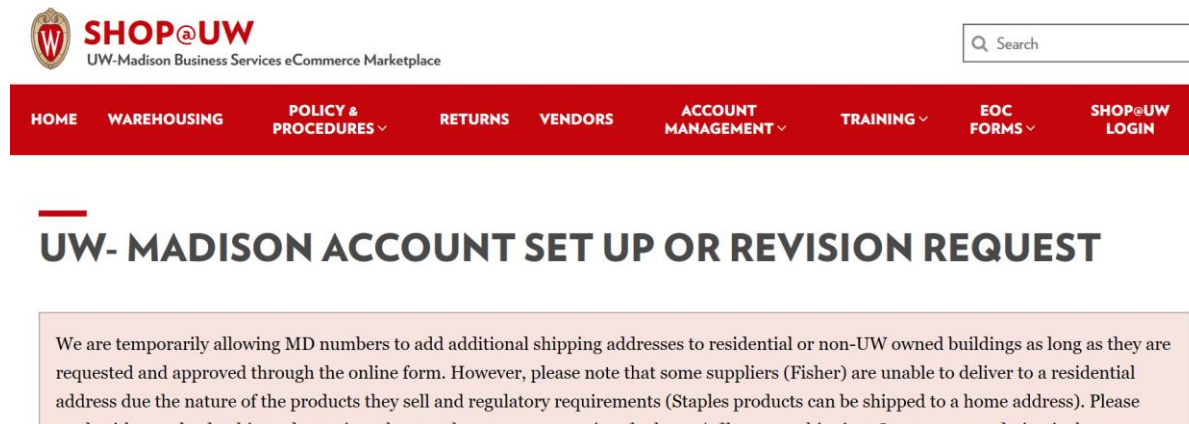 SHOP@UW
UW-Madison Business Services eCommerce Marketplace
Search
HOME WAREHOUSING POLICY & PROCEDURES RETURNS VENDORS ACCOUNT MANAGEMENT TRAINING EOC FORMS SHOP@UW LOGIN
UW- MADISON ACCOUNT SET UP OR REVISION REQUEST
We are temporarily allowing MD numbers to add additional shipping addresses to residential or non-UW owned buildings as long as they are
requested and approved through the online form. However, please note that some suppliers (Fisher) are unable to deliver to a residential
address due the nature of the products they sell and regulatory requirements (Staples products can be shipped to a home address). Please